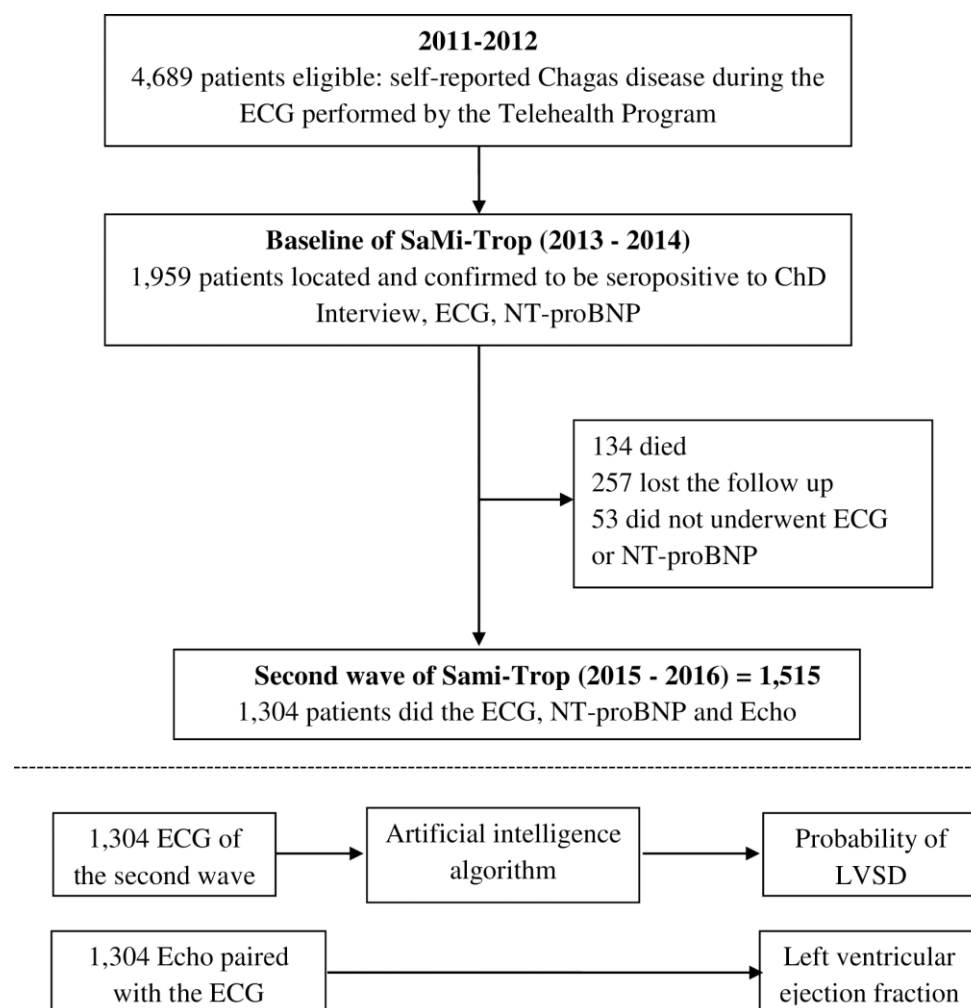 2011-2012
4,689 patients eligible: self-reported Chagas disease during the
ECG performed by the Telehealth Program
Baseline of SaMi-Trop (2013 - 2014)
1,959 patients located and confirmed to be seropositive to ChD
Interview, ECG, NT-proBNP
134 died
257 lost the follow up
53 did not underwent ECG
or NT-proBNP
Second wave of Sami-Trop (2015 - 2016) = 1,515
1,304 patients did the ECG, NT-proBNP and Echo
1,304 ECG of
the second wave
Artificial intelligence
algorithm
Probability of
LVSD
1,304 Echo paired
with the ECG
Left ventricular
ejection fraction